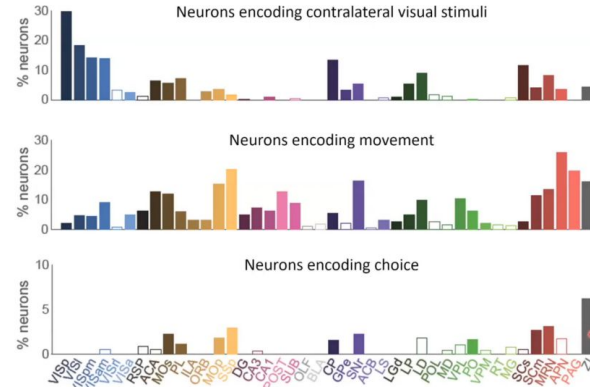 Neurons encoding contralateral visual stimuli
% neurons
30
20
10
0
Neurons encoding movement
% neurons
30
20
10
0
Neurons encoding choice
% neurons
10
5
0
VISp VISl VISpm VISam VISrl VISa RSP ACA MOs PL ILA ORB MOp SSp DG CA3 CA1 POST SUB OLF BLA CP GPe SNr ACB LS LGd LP LD POL MD VPL PO VPM RT MG SCs SCm MRN APN PAG